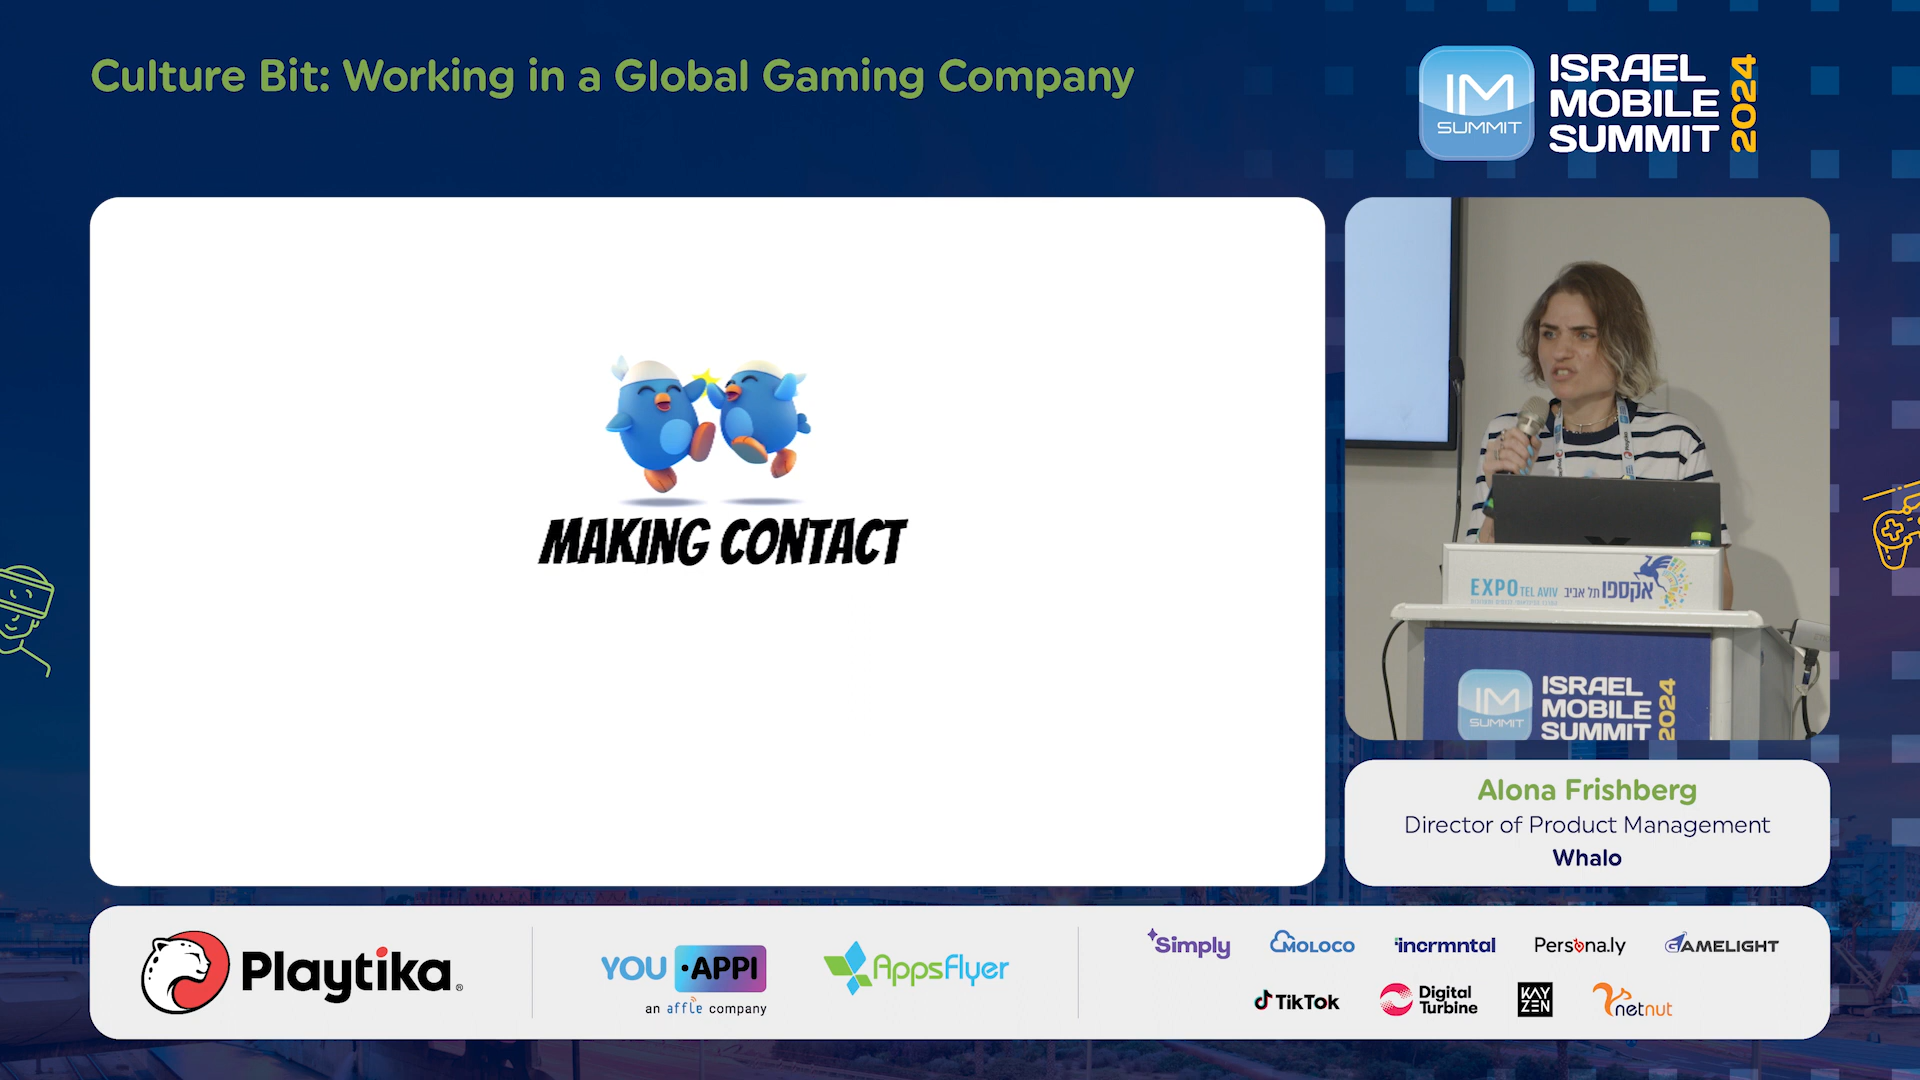 Culture Bit: Working in a Global Gaming Company
IM
SUMMIT
ISRAEL
MOBILE
SUMMIT
2024
MAKING CONTACT
EXPO TEL AVIV אקספו תל אביב
IM
SUMMIT
ISRAEL
MOBILE
SUMMIT
2024
Alona Frishberg
Director of Product Management
Whalo
Playtika
YOU APPI
an affle company
AppsFlyer
Simply
MOLOCO
incrmntal
Persona.ly
GAMELIGHT
TikTok
Digital
Turbine
KAY
ZEN
netnut